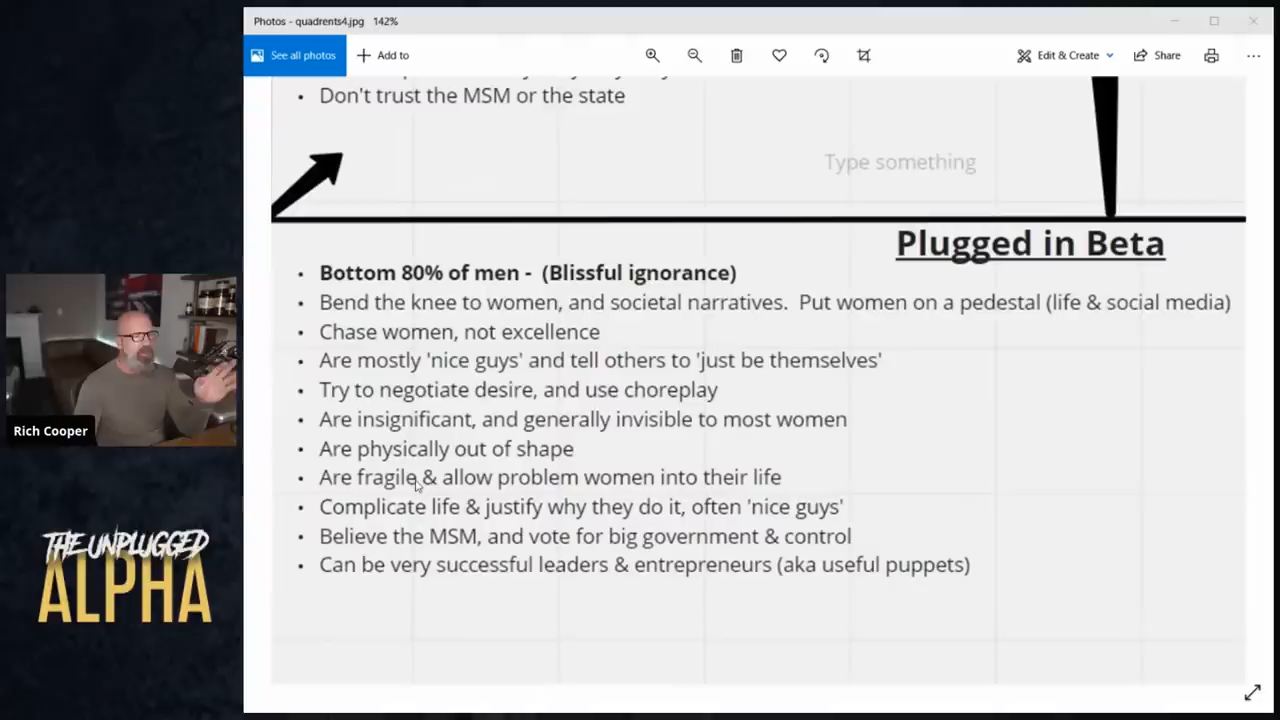 Photos - quadrents4.jpg 142%
See all photos
Add to
Edit & Create
Share
• Don't trust the MSM or the state
Type something
Plugged in Beta
• Bottom 80% of men - (Blissful ignorance)
• Bend the knee to women, and societal narratives. Put women on a pedestal (life & social media)
• Chase women, not excellence
• Are mostly 'nice guys' and tell others to 'just be themselves'
• Try to negotiate desire, and use choreplay
• Are insignificant, and generally invisible to most women
• Are physically out of shape
• Are fragile & allow problem women into their life
• Complicate life & justify why they do it, often 'nice guys'
• Believe the MSM, and vote for big government & control
• Can be very successful leaders & entrepreneurs (aka useful puppets)
Rich Cooper
THE UNPLUGGED
ALPHA